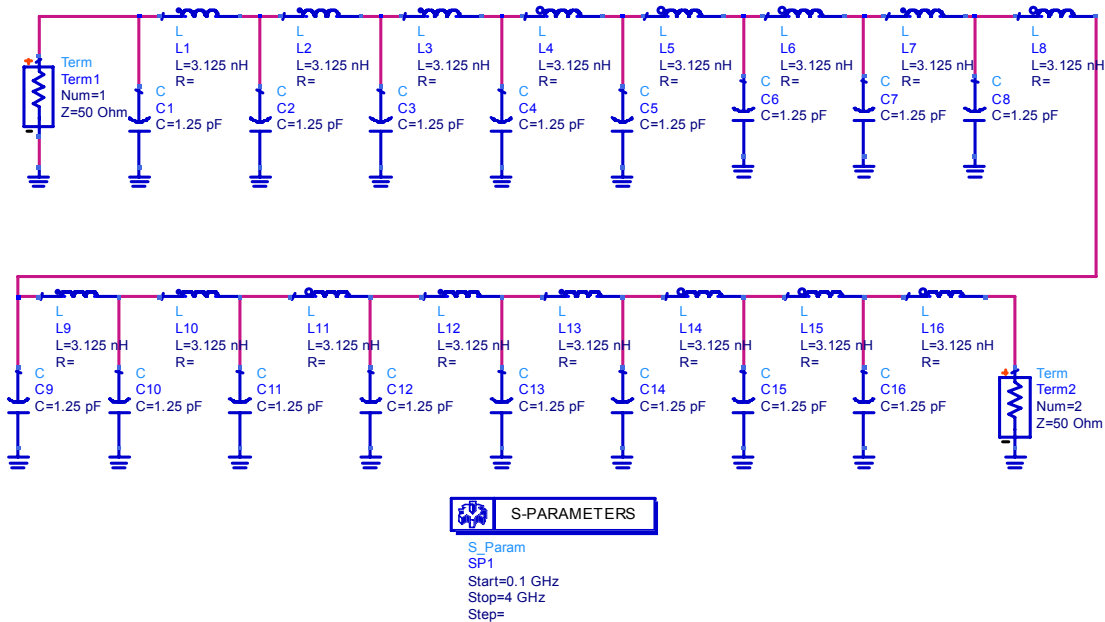 Term
Term1
Num=1
Z=50 Ohm
L
L1
L=3.125 nH
R=
L
L2
L=3.125 nH
R=
L
L3
L=3.125 nH
R=
L
L4
L=3.125 nH
R=
L
L5
L=3.125 nH
R=
L
L6
L=3.125 nH
R=
L
L7
L=3.125 nH
R=
L
L8
L=3.125 nH
R=
C
C1
C=1.25 pF
C
C2
C=1.25 pF
C
C3
C=1.25 pF
C
C4
C=1.25 pF
C
C5
C=1.25 pF
C
C6
C=1.25 pF
C
C7
C=1.25 pF
C
C8
C=1.25 pF
L
L9
L=3.125 nH
R=
L
L10
L=3.125 nH
R=
L
L11
L=3.125 nH
R=
L
L12
L=3.125 nH
R=
L
L13
L=3.125 nH
R=
L
L14
L=3.125 nH
R=
L
L15
L=3.125 nH
R=
L
L16
L=3.125 nH
R=
C
C9
C=1.25 pF
C
C10
C=1.25 pF
C
C11
C=1.25 pF
C
C12
C=1.25 pF
C
C13
C=1.25 pF
C
C14
C=1.25 pF
C
C15
C=1.25 pF
C
C16
C=1.25 pF
Term
Term2
Num=2
Z=50 Ohm
S-PARAMETERS
S_Param
SP1
Start=0.1 GHz
Stop=4 GHz
Step=